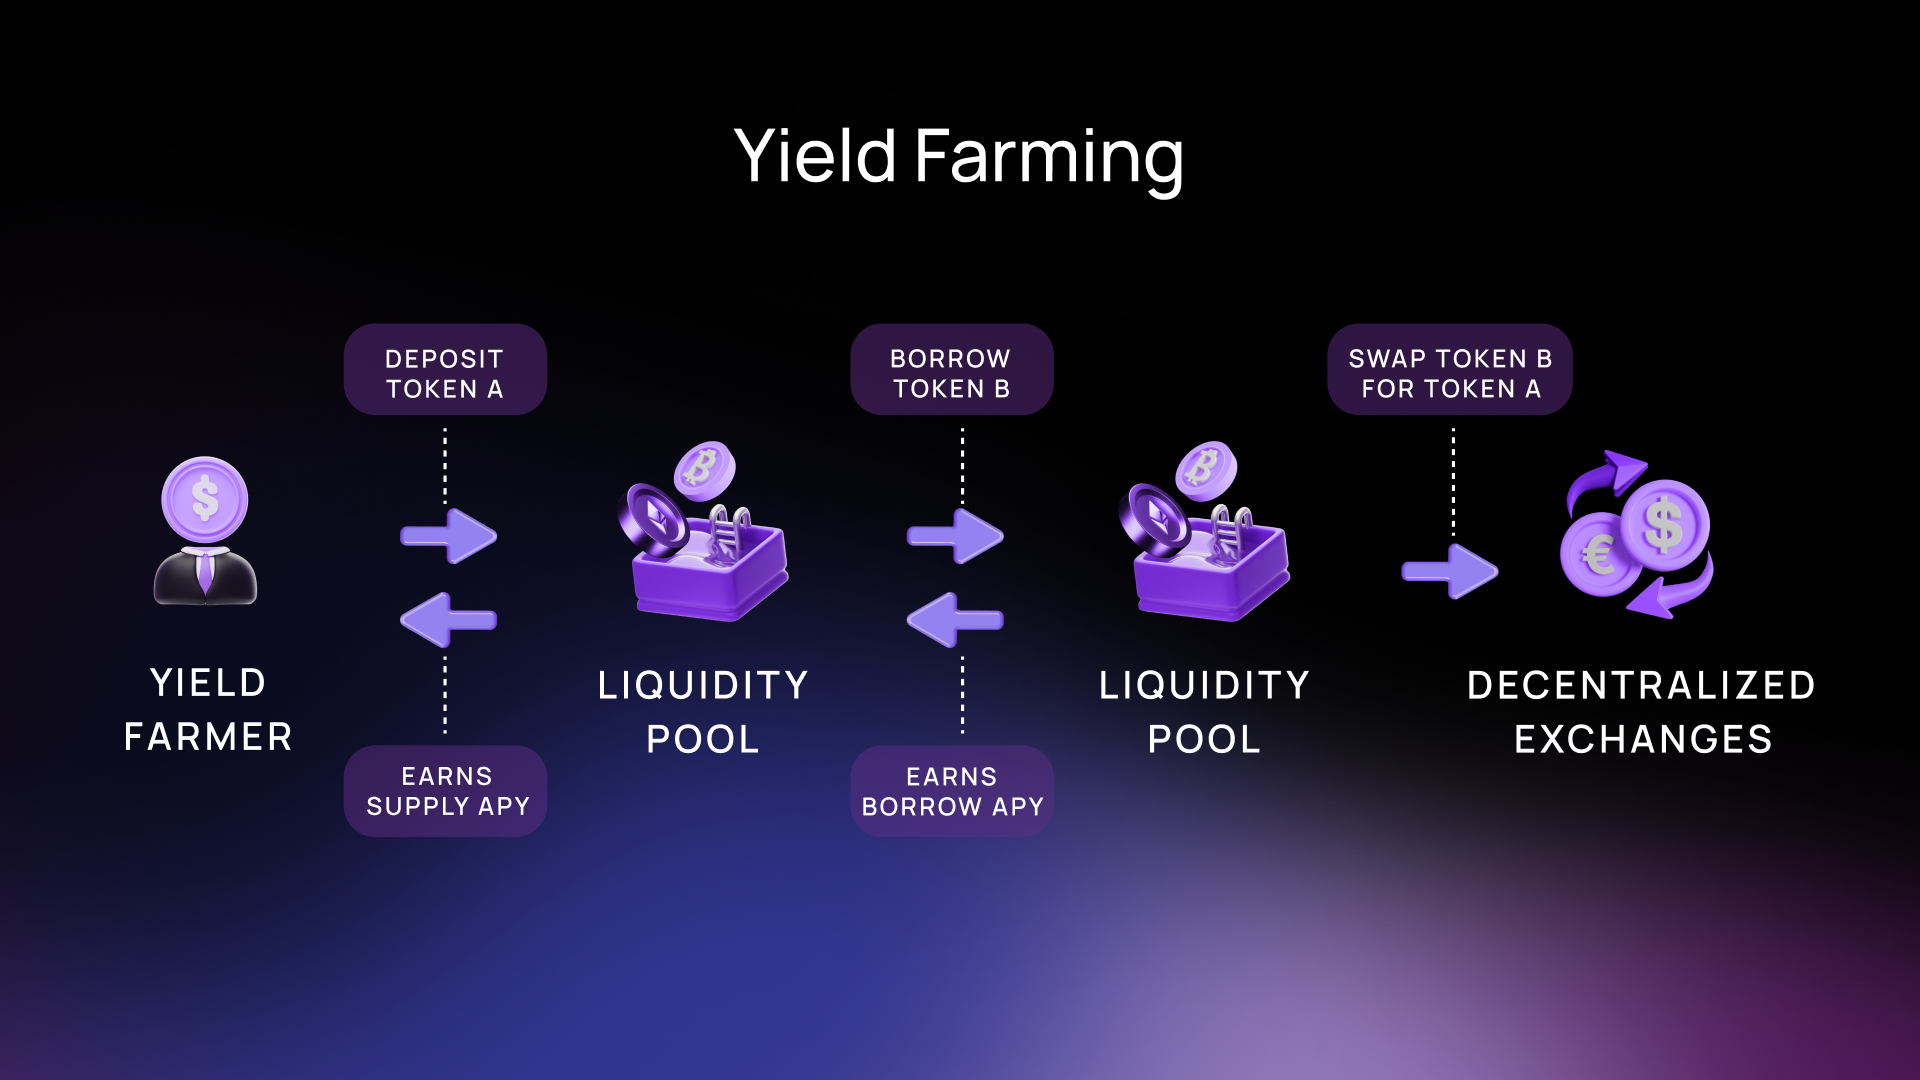 Yield Farming
DEPOSIT
TOKEN A
BORROW
TOKEN B
SWAP TOKEN B
FOR TOKEN A
$
₿
₿
$
€
YIELD
FARMER
LIQUIDITY
POOL
LIQUIDITY
POOL
DECENTRALIZED
EXCHANGES
EARNS
SUPPLY APY
EARNS
BORROW APY